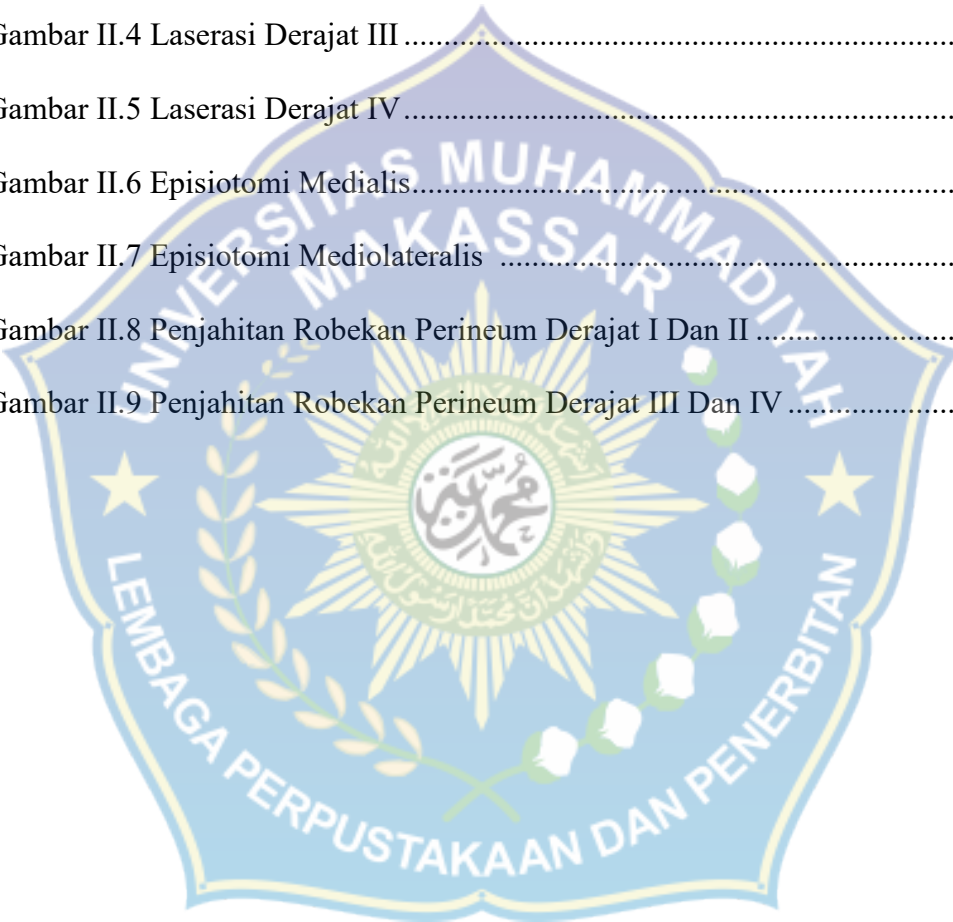 Gambar II.4 Laserasi Derajat III ....................................................................
Gambar II.5 Laserasi Derajat IV ....................................................................
Gambar II.6 Episiotomi Medialis....................................................................
Gambar II.7 Episiotomi Mediolateralis ..........................................................
Gambar II.8 Penjahitan Robekan Perineum Derajat I Dan II ........................
Gambar II.9 Penjahitan Robekan Perineum Derajat III Dan IV ....................
UNIVERSITAS MUHAMMADIYAH
MAKASSAR
محمدية
LEMBAGA PERPUSTAKAAN DAN PENERBITAN